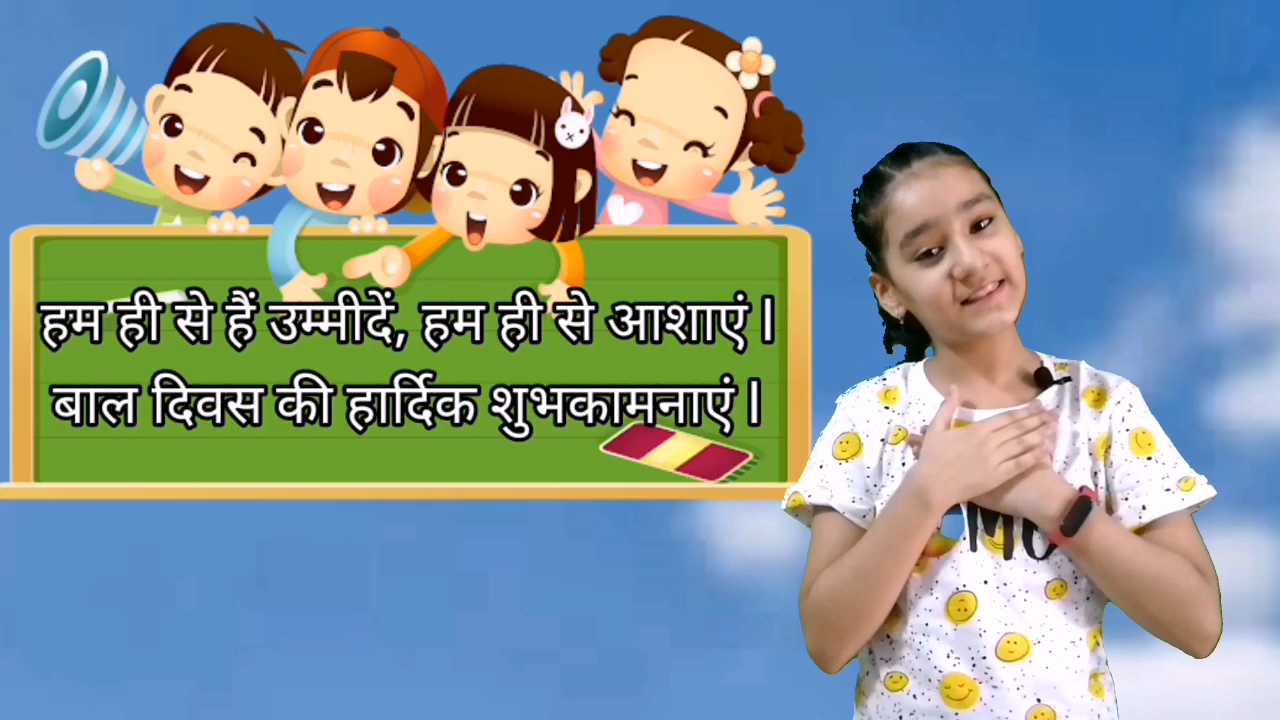 हम ही से हैं उम्मीदें, हम ही से आशाएं।
बाल दिवस की हार्दिक शुभकामनाएं।